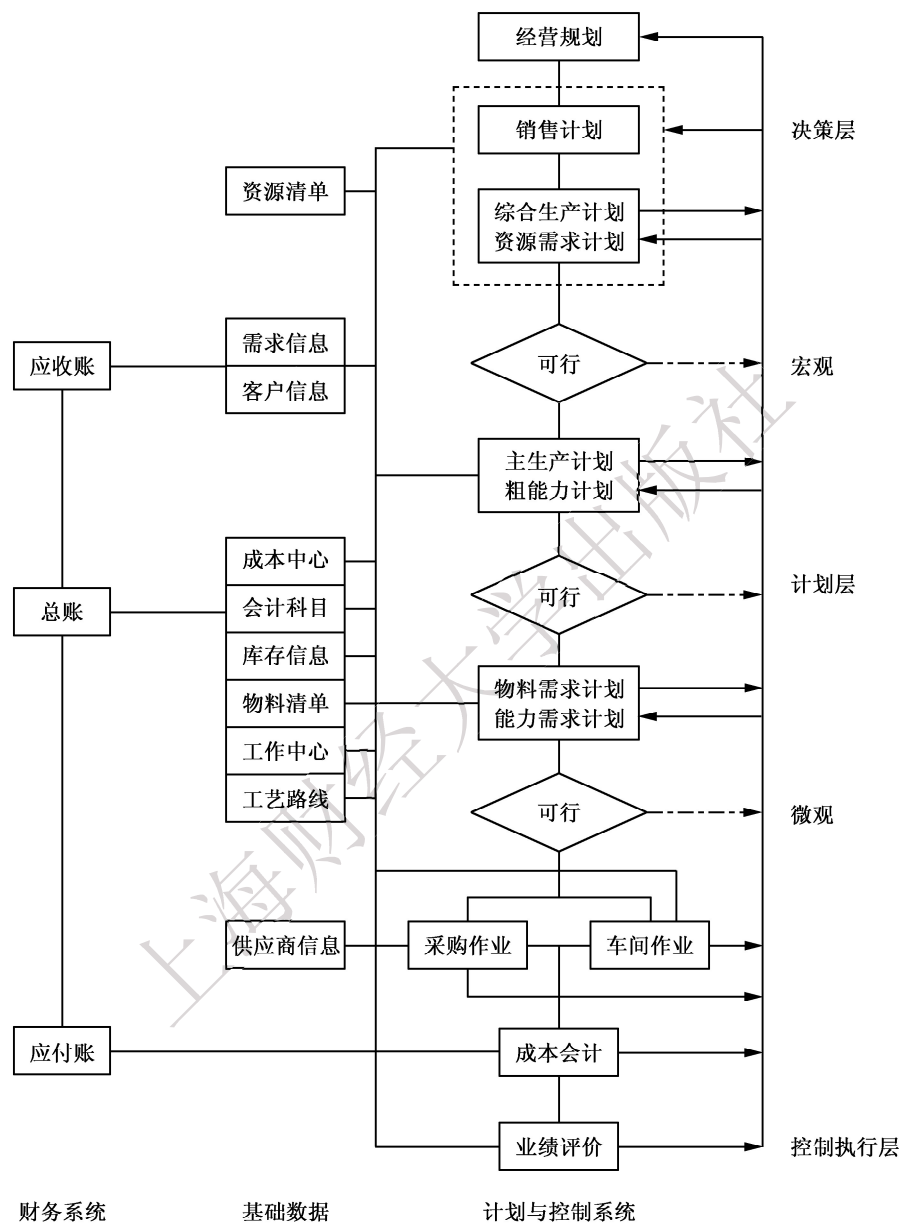 经营规划
销售计划
决策层
资源清单
综合生产计划
资源需求计划
需求信息
应收账
客户信息
可行
宏观
主生产计划
粗能力计划
成本中心
会计科目
总账
可行
计划层
库存信息
物料清单
物料需求计划
能力需求计划
工作中心
工艺路线
可行
微观
供应商信息
采购作业
车间作业
应付账
成本会计
业绩评价
控制执行层
财务系统
基础数据
计划与控制系统
上海财经大学出版社